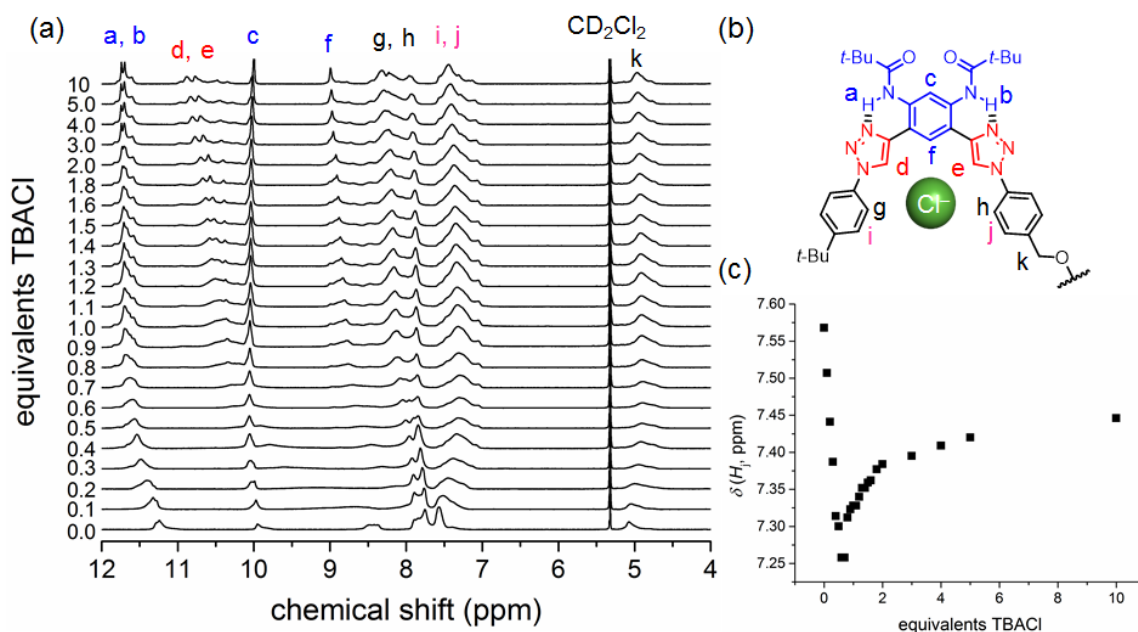 (a)
a, b
d, e
c
f
g, h
i, j
CD2Cl2
k
10
5.0
4.0
3.0
2.0
1.8
1.6
1.5
1.4
1.3
1.2
1.1
1.0
0.9
0.8
0.7
0.6
0.5
0.4
0.3
0.2
0.1
0.0
equivalents TBACl
12 11 10 9 8 7 6 5 4
chemical shift (ppm)
(b)
t-Bu O O t-Bu
a N c N b
H H
N N
N f N
N d e N
g Cl− h
i j
t-Bu k O
(c)
7.60
7.55
7.50
7.45
7.40
7.35
7.30
7.25
δ (Hj, ppm)
0 2 4 6 8 10
equivalents TBACl